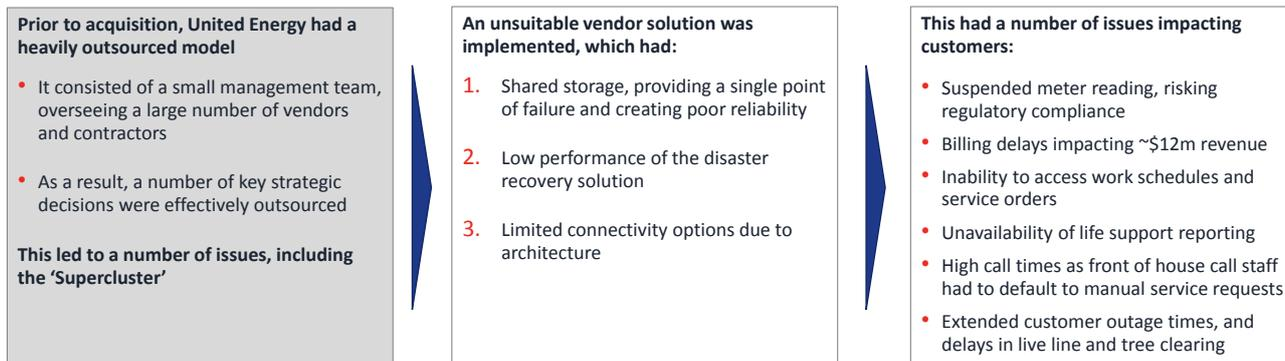 Prior to acquisition, United Energy had a
heavily outsourced model
• It consisted of a small management team,
overseeing a large number of vendors
and contractors
• As a result, a number of key strategic
decisions were effectively outsourced
This led to a number of issues, including
the ‘Supercluster’
An unsuitable vendor solution was
implemented, which had:
1. Shared storage, providing a single point
of failure and creating poor reliability
2. Low performance of the disaster
recovery solution
3. Limited connectivity options due to
architecture
This had a number of issues impacting
customers:
• Suspended meter reading, risking
regulatory compliance
• Billing delays impacting ~$12m revenue
• Inability to access work schedules and
service orders
• Unavailability of life support reporting
• High call times as front of house call staff
had to default to manual service requests
• Extended customer outage times, and
delays in live line and tree clearing